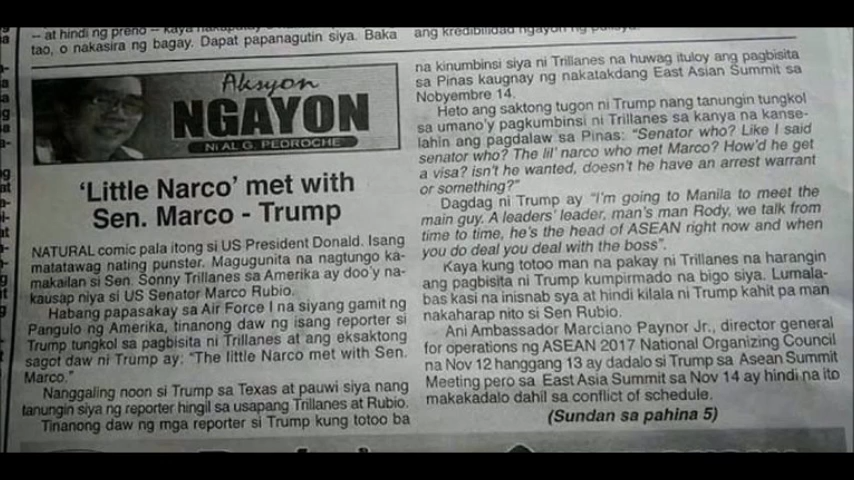 -- at hindi ng preno -- kaya nakapatay
tao, o nakasira ng bagay. Dapat papanagutin siya. Baka
Aksyon
NGAYON
NI AL G. PEDROCHE
'Little Narco' met with
Sen. Marco - Trump
NATURAL comic pala itong si US President Donald. Isang
matatawag nating punster. Magugunita na nagtungo ka-
makailan si Sen. Sonny Trillanes sa Amerika ay doo'y na-
kausap niya si US Senator Marco Rubio.
Habang papasakay sa Air Force I na siyang gamit ng
Pangulo ng Amerika, tinanong daw ng isang reporter si
Trump tungkol sa pagbisita ni Trillanes at ang eksaktong
sagot daw ni Trump ay: "The little Narco met with Sen.
Marco."
Nanggaling noon si Trump sa Texas at pauwi siya nang
tanungin siya ng reporter hingil sa usapang Trillanes at Rubio.
Tinanong daw ng mga reporter si Trump kung totoo ba
ang kredibilidad ngayon ng
na kinumbinsi siya ni Trillanes na huwag ituloy ang pagbisita
sa Pinas kaugnay ng nakatakdang East Asian Summit sa
Nobyembre 14.
Heto ang saktong tugon ni Trump nang tanungin tungkol
sa umano'y pagkumbinsi ni Trillanes sa kanya na kanse-
lahin ang pagdalaw sa Pinas: "Senator who? Like I said
senator who? The lil' narco who met Marco? How'd he get
a visa? isn't he wanted, doesn't he have an arrest warrant
or something?"
Dagdag ni Trump ay "I'm going to Manila to meet the
main guy. A leaders' leader, man's man Rody, we talk from
time to time, he's the head of ASEAN right now and when
you do deal you deal with the boss".
Kaya kung totoo man na pakay ni Trillanes na harangin
ang pagbisita ni Trump kumpirmado na bigo siya. Lumala-
bas kasi na inisnab sya at hindi kilala ni Trump kahit pa man
nakaharap nito si Sen Rubio.
Ani Ambassador Marciano Paynor Jr., director general
for operations ng ASEAN 2017 National Organizing Council
na Nov 12 hanggang 13 ay dadalo si Trump sa Asean Summit
Meeting pero sa East Asia Summit sa Nov 14 ay hindi na ito
makakadalo dahil sa conflict of schedule.
(Sundan sa pahina 5)